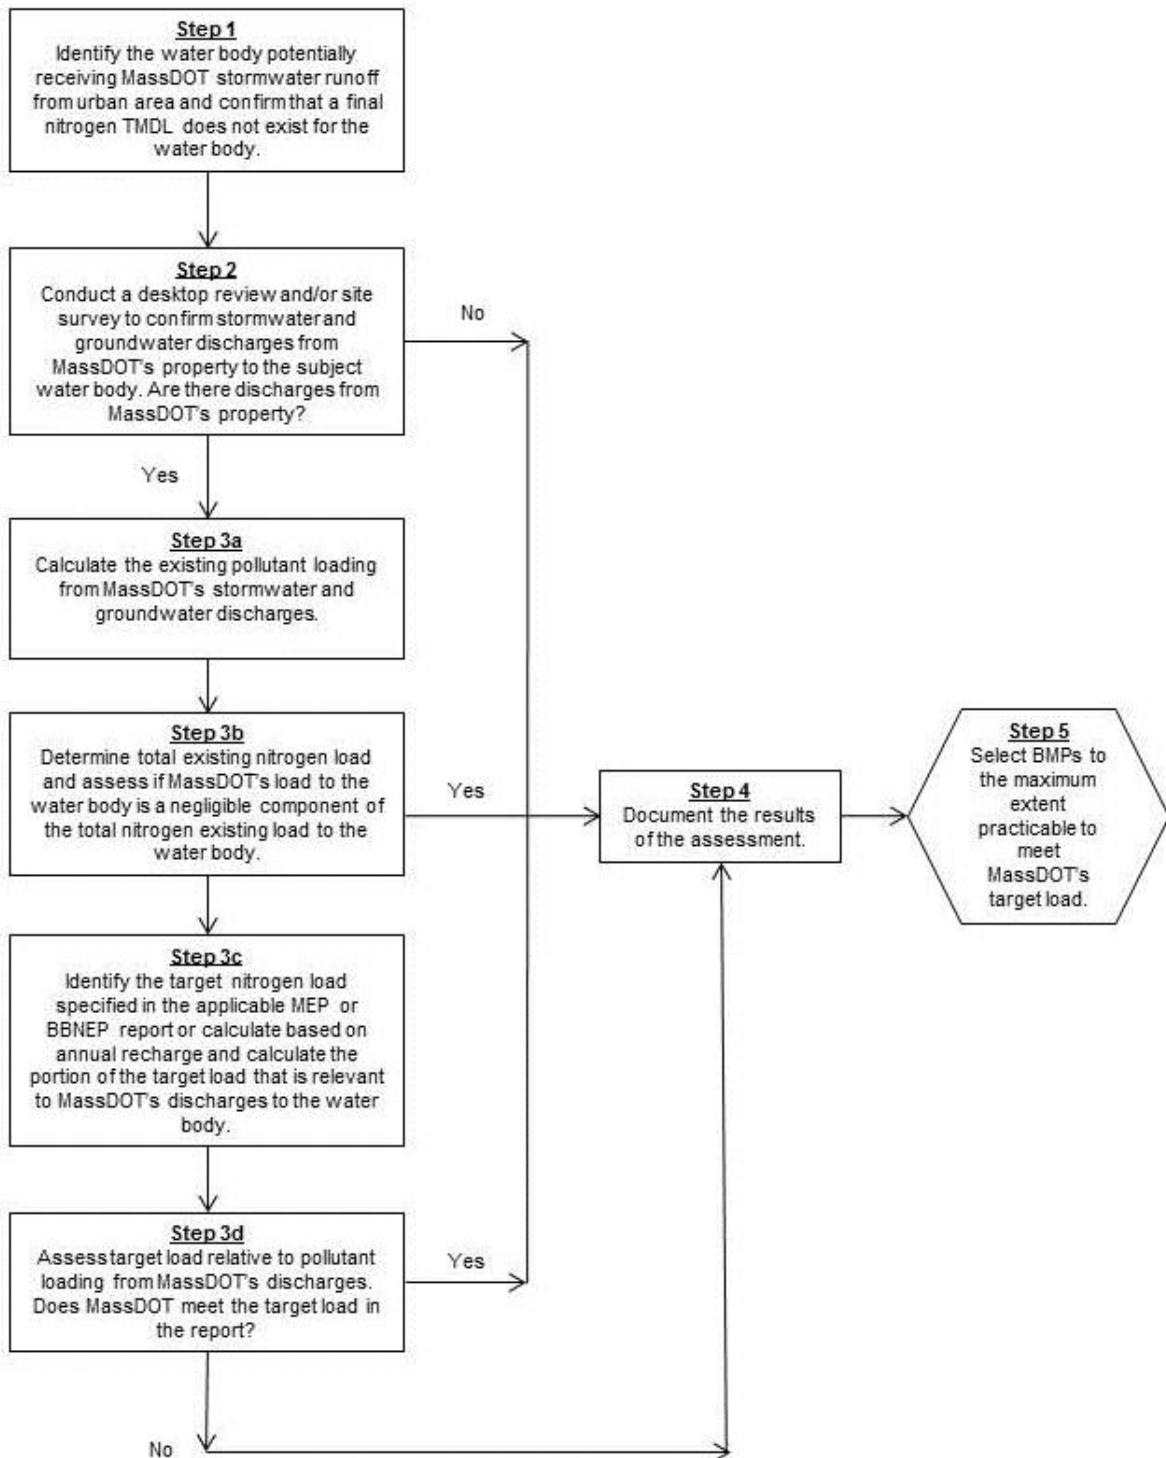 Step 1
Identify the water body potentially
receiving MassDOT stormwater runoff
from urban area and confirm that a final
nitrogen TMDL does not exist for the
water body.
Step 2
Conduct a desktop review and/or site
survey to confirm stormwater and
groundwater discharges from
MassDOT's property to the subject
water body. Are there discharges from
MassDOT's property?
No
Yes
Step 3a
Calculate the existing pollutant loading
from MassDOT's stormwater and
groundwater discharges.
Step 3b
Determine total existing nitrogen load
and assess if MassDOT's load to the
water body is a negligible component of
the total nitrogen existing load to the
water body.
Yes
Step 3c
Identify the target nitrogen load
specified in the applicable MEP or
BBNEP report or calculate based on
annual recharge and calculate the
portion of the target load that is relevant
to MassDOT's discharges to the water
body.
Step 3d
Assess target load relative to pollutant
loading from MassDOT's discharges.
Does MassDOT meet the target load in
the report?
Yes
No
Step 4
Document the results
of the assessment.
Step 5
Select BMPs to
the maximum
extent
practicable to
meet
MassDOT's
target load.